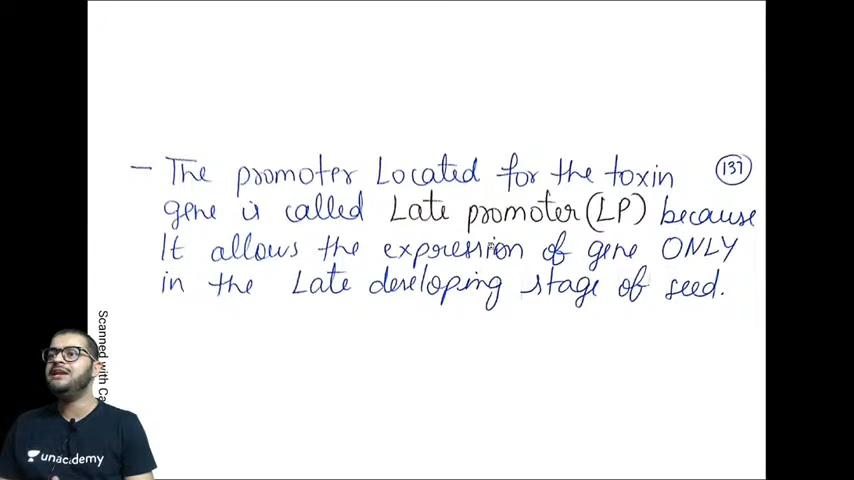 — The promoter Located for the toxin
137
gene is called Late promoter (LP) because
It allows the expression of gene ONLY
in the Late developing stage of seed.
Scanned with Ca
unacademy